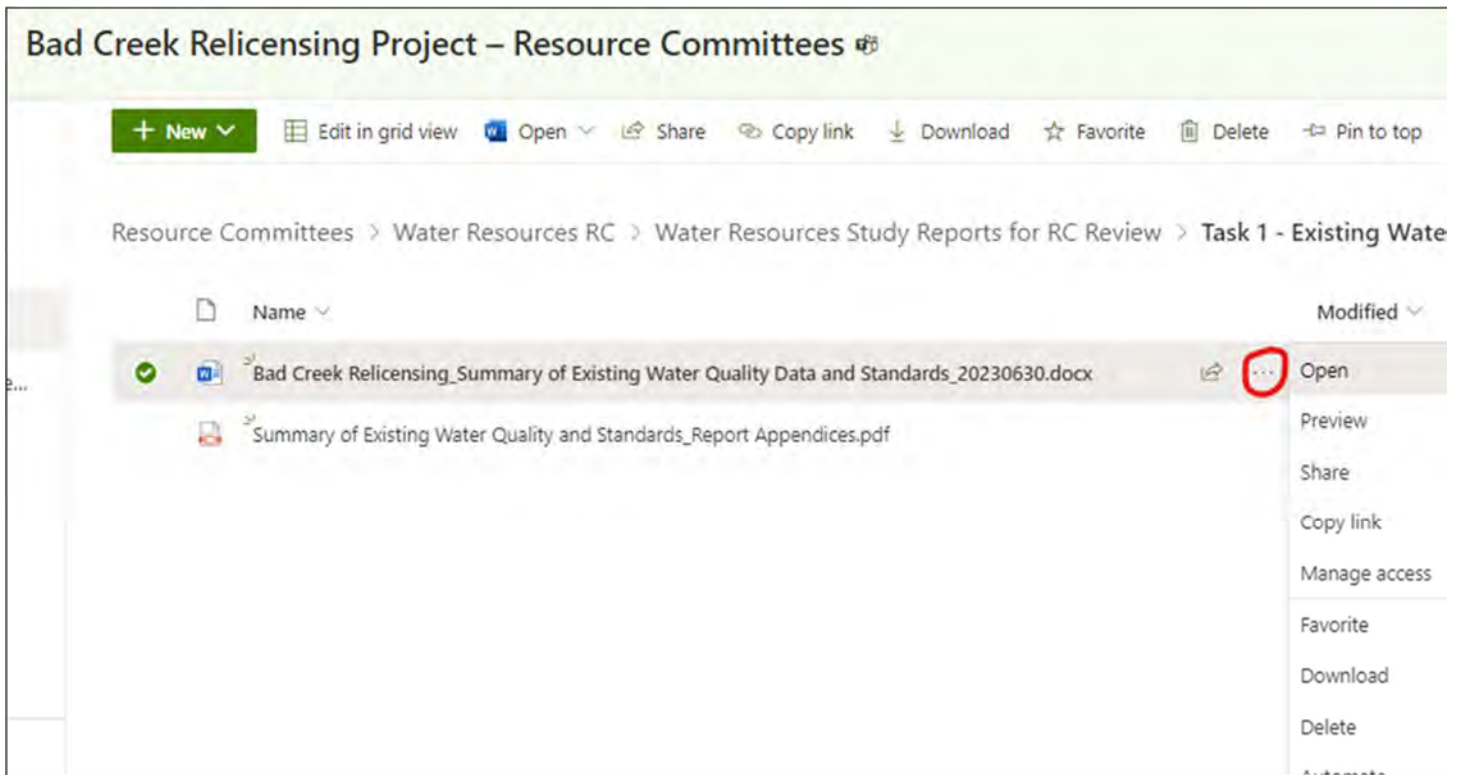 Bad Creek Relicensing Project – Resource Committees
+ New Edit in grid view Open Share Copy link Download Favorite Delete Pin to top
Resource Committees > Water Resources RC > Water Resources Study Reports for RC Review > Task 1 - Existing Wate
Name Modified
e...
Bad Creek Relicensing_Summary of Existing Water Quality Data and Standards_20230630.docx ... Open
Preview
Summary of Existing Water Quality and Standards_Report Appendices.pdf
Share
Copy link
Manage access
Favorite
Download
Delete
Automate